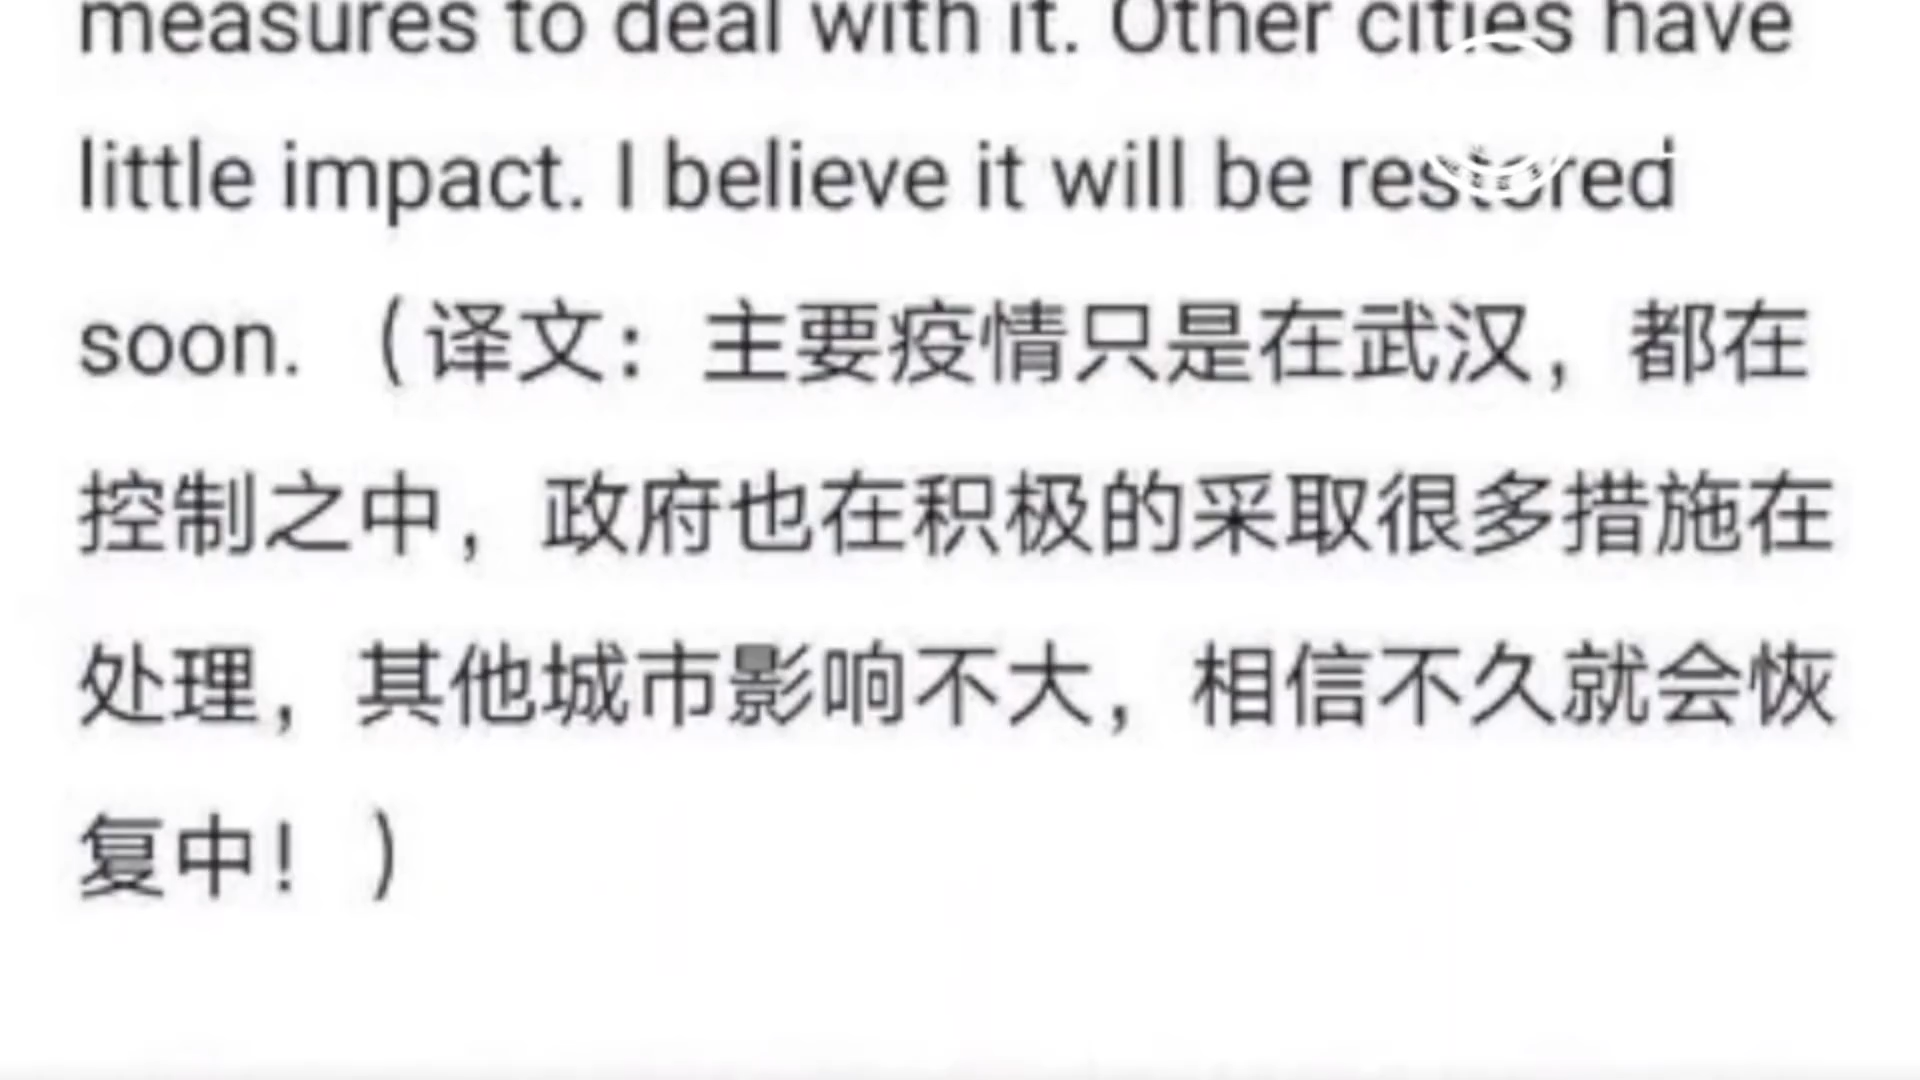 measures to deal with it. Other cities have
little impact. I believe it will be restored
soon. （译文：主要疫情只是在武汉，都在
控制之中，政府也在积极的采取很多措施在
处理，其他城市影响不大，相信不久就会恢
复中！）